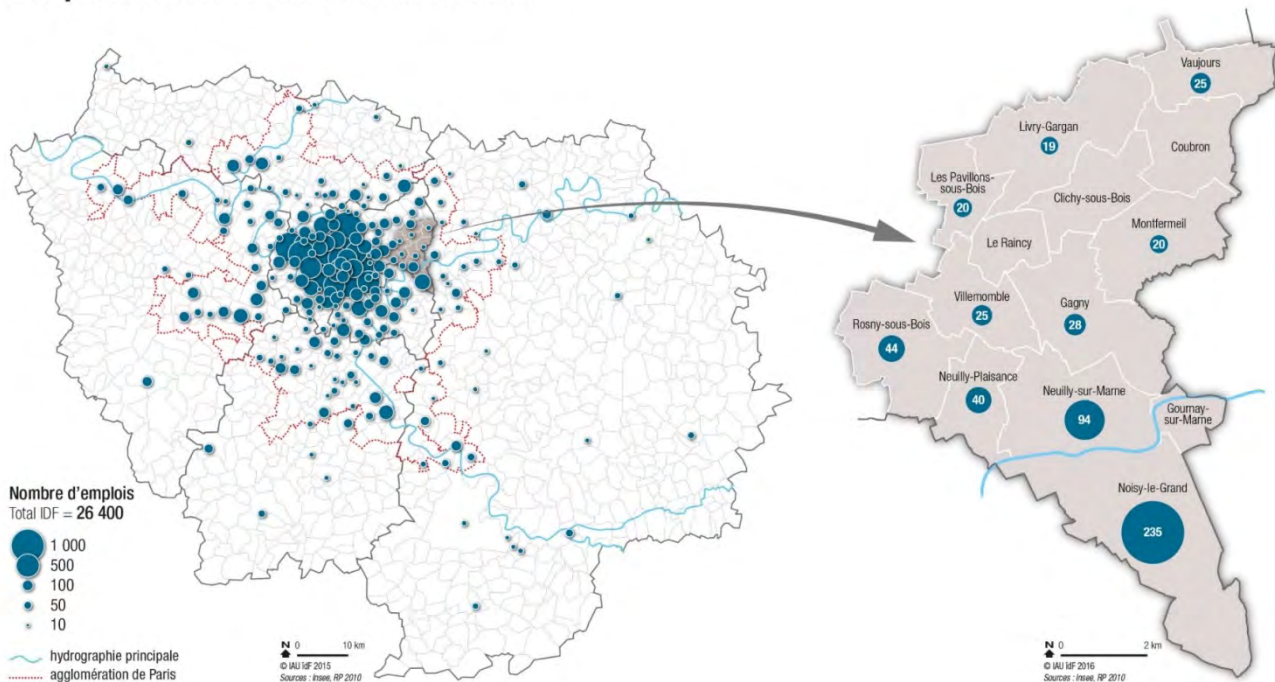 Nombre d'emplois
Total IDF = 26 400
1 000
500
100
50
10
hydrographie principale
agglomération de Paris
N 0 10 km
© IAU îdF 2015
Sources : Insee, RP 2010
Vaujours
25
Livry-Gargan
19
Coubron
Les Pavillons-
sous-Bois
20
Clichy-sous-Bois
Montfermeil
20
Le Raincy
Villemomble
25
Gagny
28
Rosny-sous-Bois
44
Neuilly-Plaisance
40
Neuilly-sur-Marne
94
Gournay-
sur-Marne
Noisy-le-Grand
235
N 0 2 km
© IAU îdF 2016
Sources : Insee, RP 2010